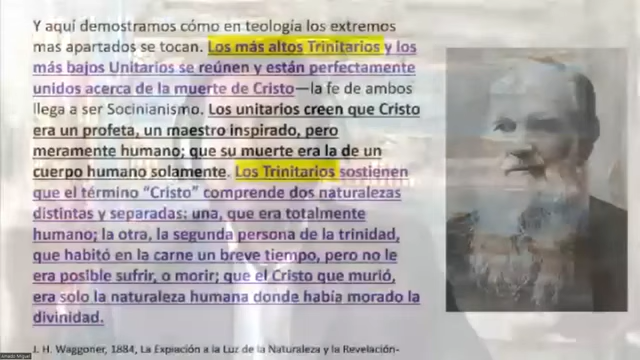 Y aquí demostramos cómo en teología los extremos
mas apartados se tocan. Los más altos Trinitarios y los
más bajos Unitarios se reúnen y están perfectamente
unidos acerca de la muerte de Cristo—la fe de ambos
llega a ser Socinianismo. Los unitarios creen que Cristo
era un profeta, un maestro inspirado, pero
meramente humano; que su muerte era la de un
cuerpo humano solamente. Los Trinitarios sostienen
que el término “Cristo” comprende dos naturalezas
distintas y separadas: una, que era totalmente
humano; la otra, la segunda persona de la trinidad,
que habitó en la carne un breve tiempo, pero no le
era posible sufrir, o morir; que el Cristo que murió,
era solo la naturaleza humana donde había morado la
divinidad.
J. H. Waggoner, 1884, La Expiación a la Luz de la Naturaleza y la Revelación-